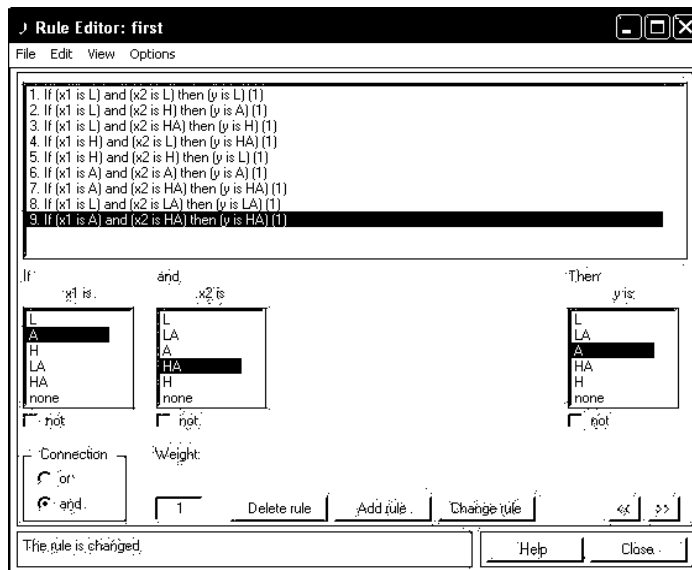 Rule Editor: first
File Edit View Options
1. If (x1 is L) and (x2 is L) then (y is L) (1)
2. If (x1 is L) and (x2 is H) then (y is A) (1)
3. If (x1 is L) and (x2 is HA) then (y is H) (1)
4. If (x1 is H) and (x2 is L) then (y is HA) (1)
5. If (x1 is H) and (x2 is H) then (y is L) (1)
6. If (x1 is A) and (x2 is A) then (y is A) (1)
7. If (x1 is A) and (x2 is HA) then (y is HA) (1)
8. If (x1 is L) and (x2 is LA) then (y is LA) (1)
9. If (x1 is A) and (x2 is HA) then (y is HA) (1)
If and Then
x1 is x2 is y is
L L L
A LA LA
H A A
LA HA HA
HA H H
none none none
not not not
Connection Weight:
or
and 1 Delete rule Add rule Change rule << >>
The rule is changed Help Close